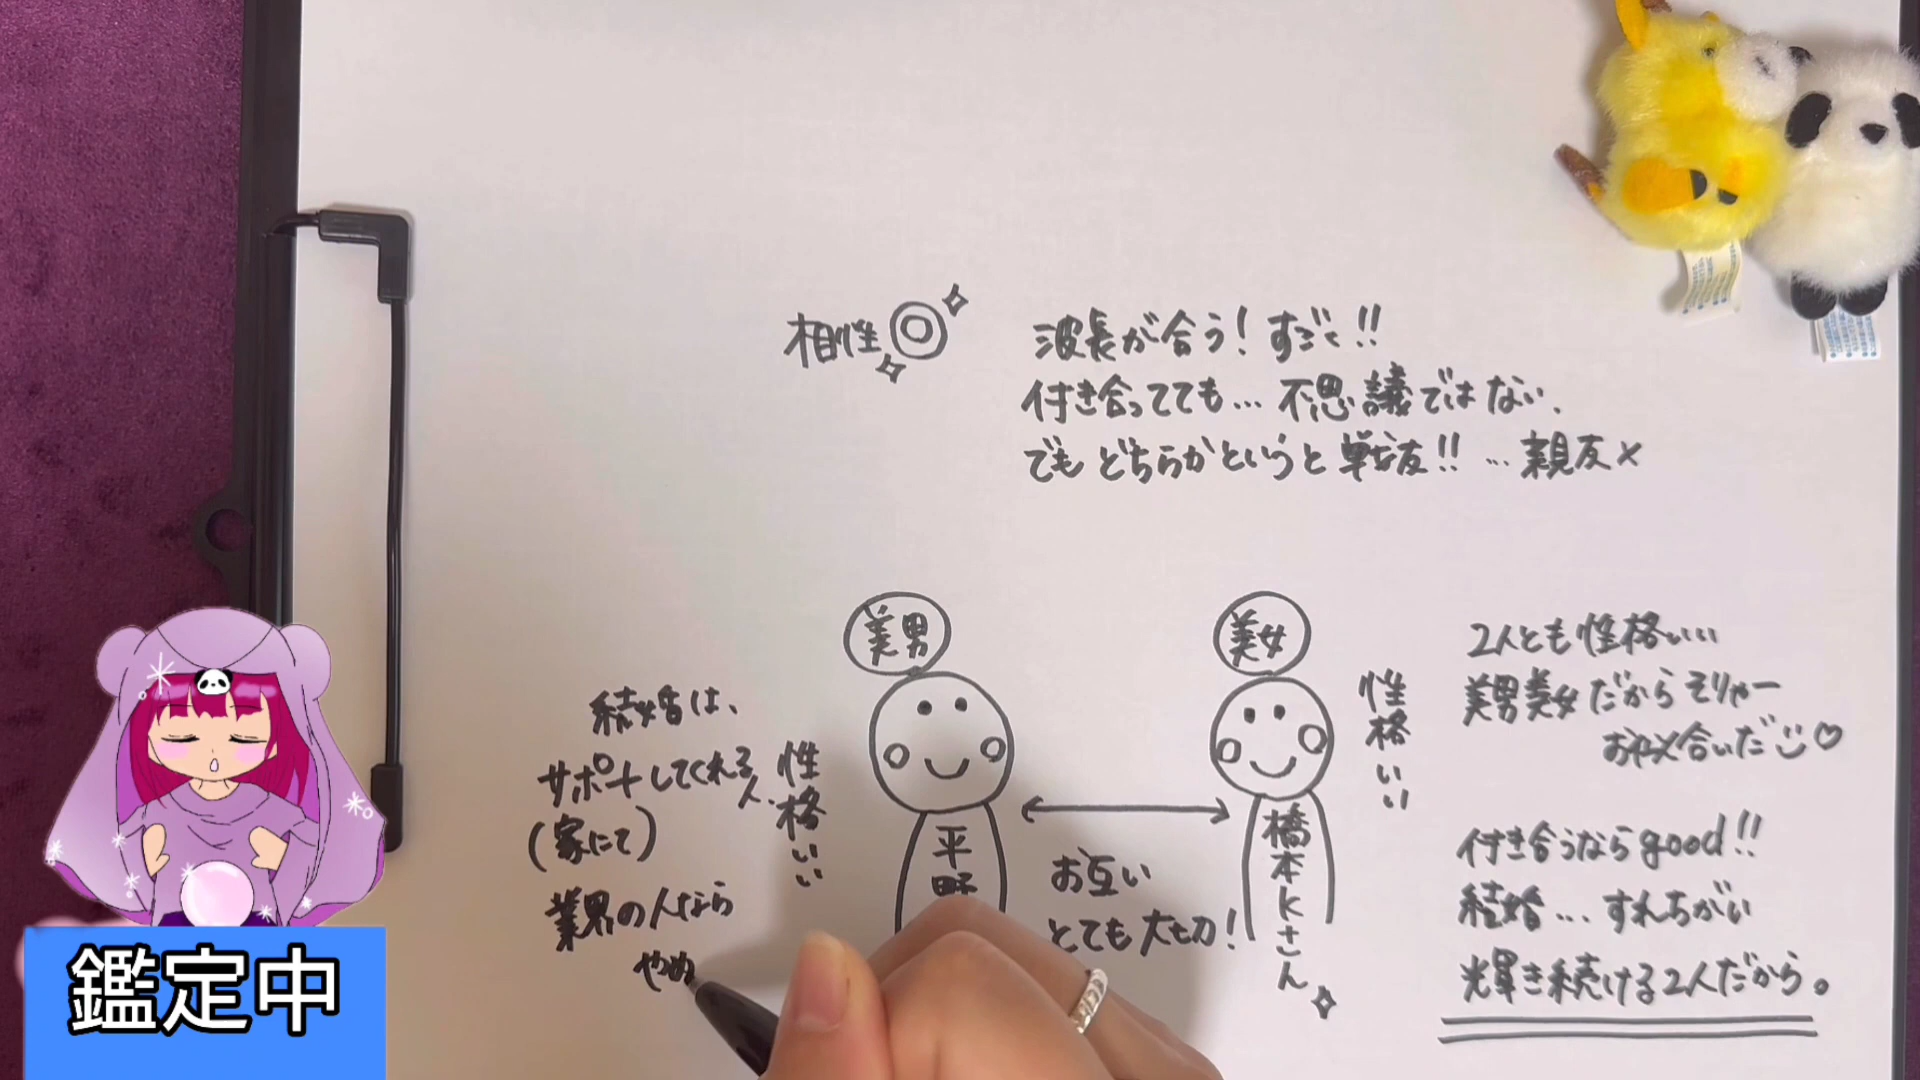 相性◎
波長が合う!すごく!!
付き合ってても…不思議ではない、
でもどちらかというと戦友!!…親友×
美男
美女
2人とも性格いい
美男美女だからそりゃー
お似合いだ♡
性格いい
結婚は、
サポートしてくれる人、
(家にて)
性格いい
業界の人なら
やめ
平野
お互い
とても大切!
橋本kさん
付き合うならgood!!
結婚…すれちがい
輝き続ける2人だから。
鑑定中